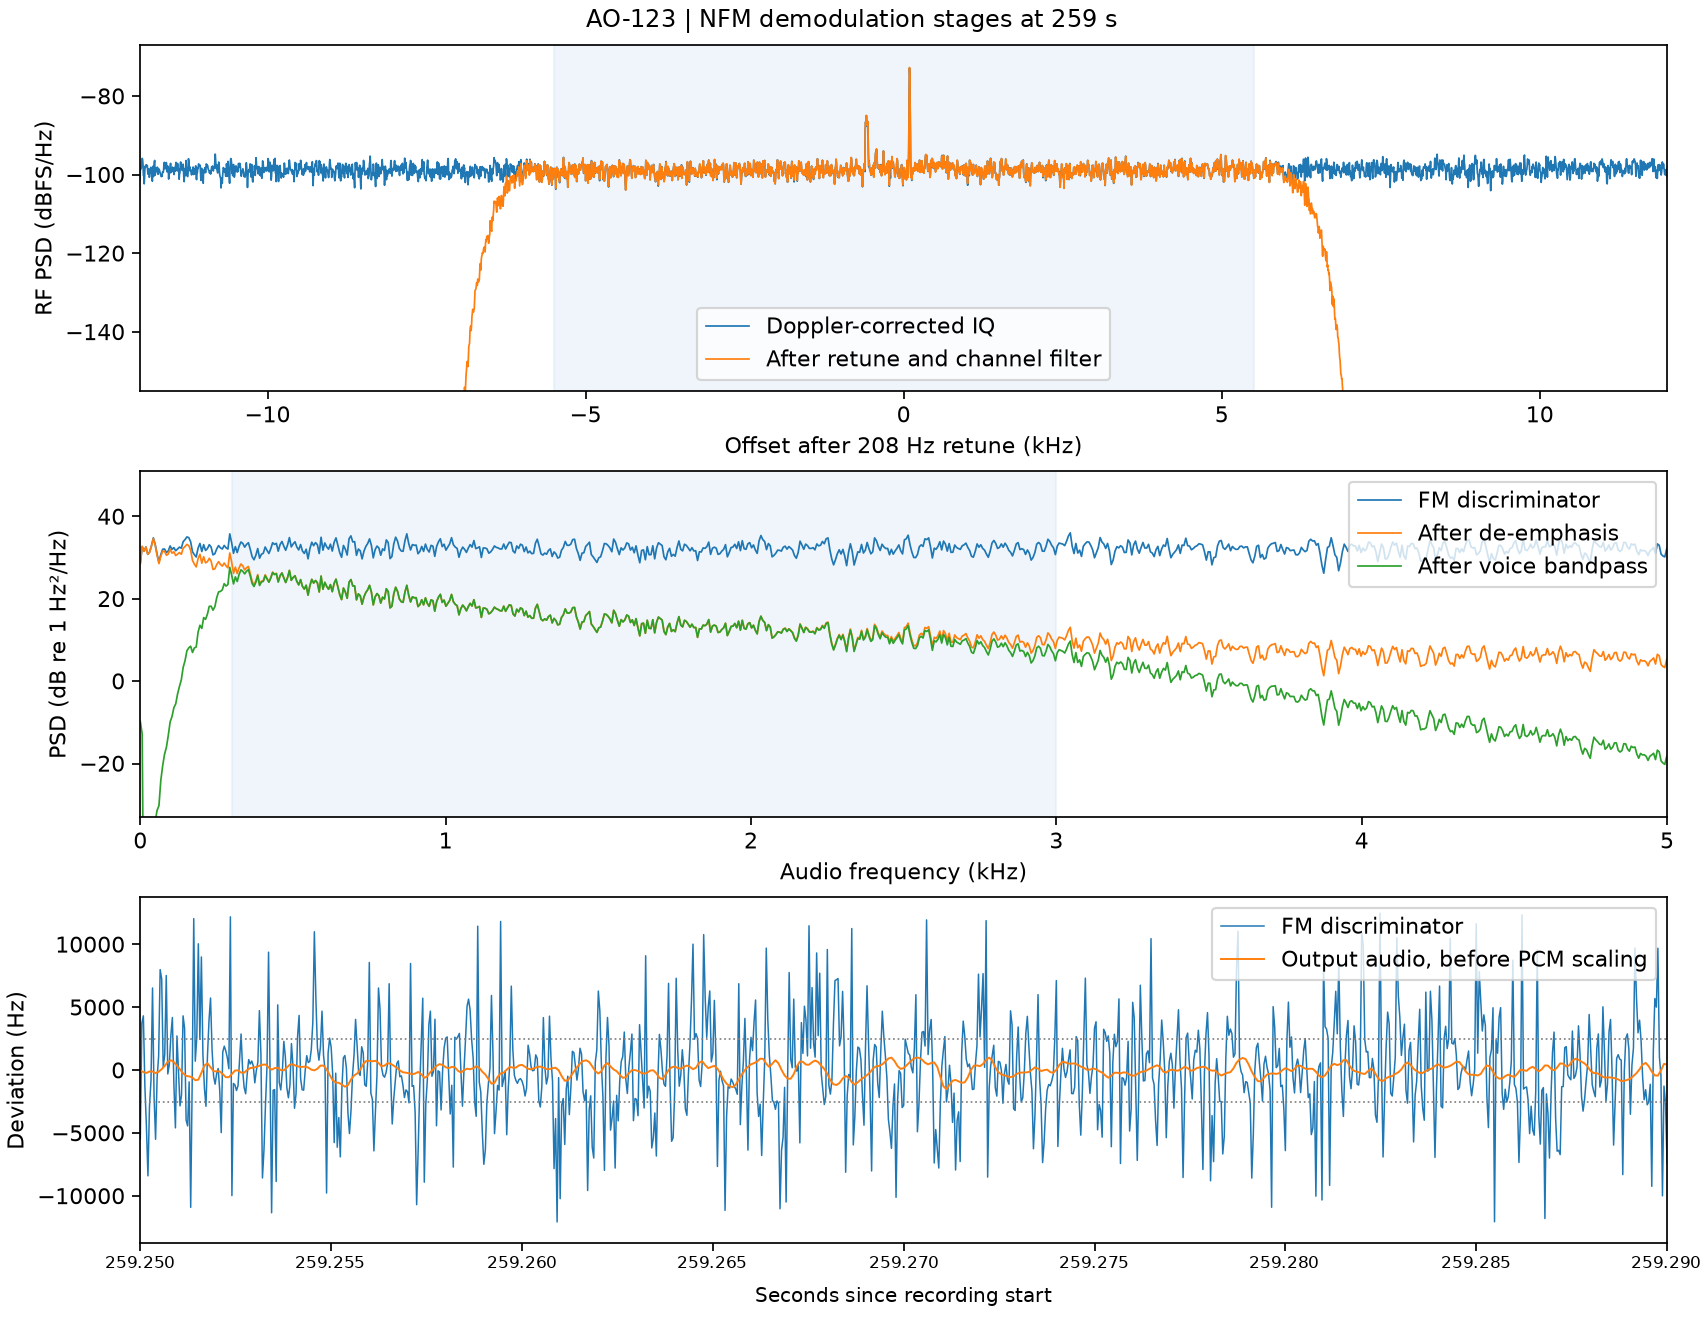 AO-123 | NFM demodulation stages at 259 s
RF PSD (dBFS/Hz)
−80
−100
−120
−140
Doppler-corrected IQ
After retune and channel filter
−10
−5
0
5
10
Offset after 208 Hz retune (kHz)
PSD (dB re 1 Hz²/Hz)
40
20
0
−20
FM discriminator
After de-emphasis
After voice bandpass
0
1
2
3
4
5
Audio frequency (kHz)
Deviation (Hz)
10000
5000
0
−5000
−10000
FM discriminator
Output audio, before PCM scaling
259.250
259.255
259.260
259.265
259.270
259.275
259.280
259.285
259.290
Seconds since recording start